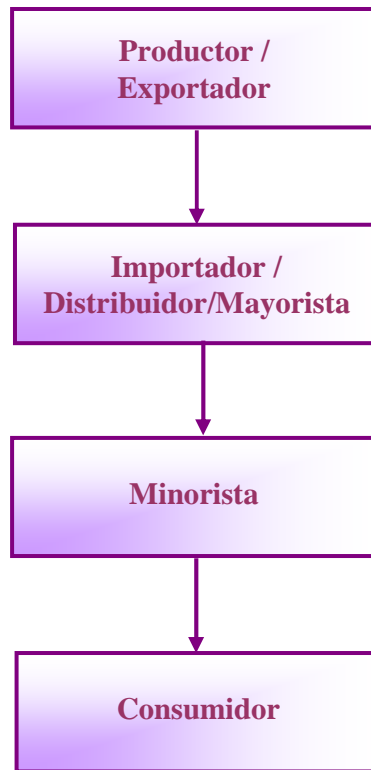 Productor /
Exportador
Importador /
Distribuidor/Mayorista
Minorista
Consumidor